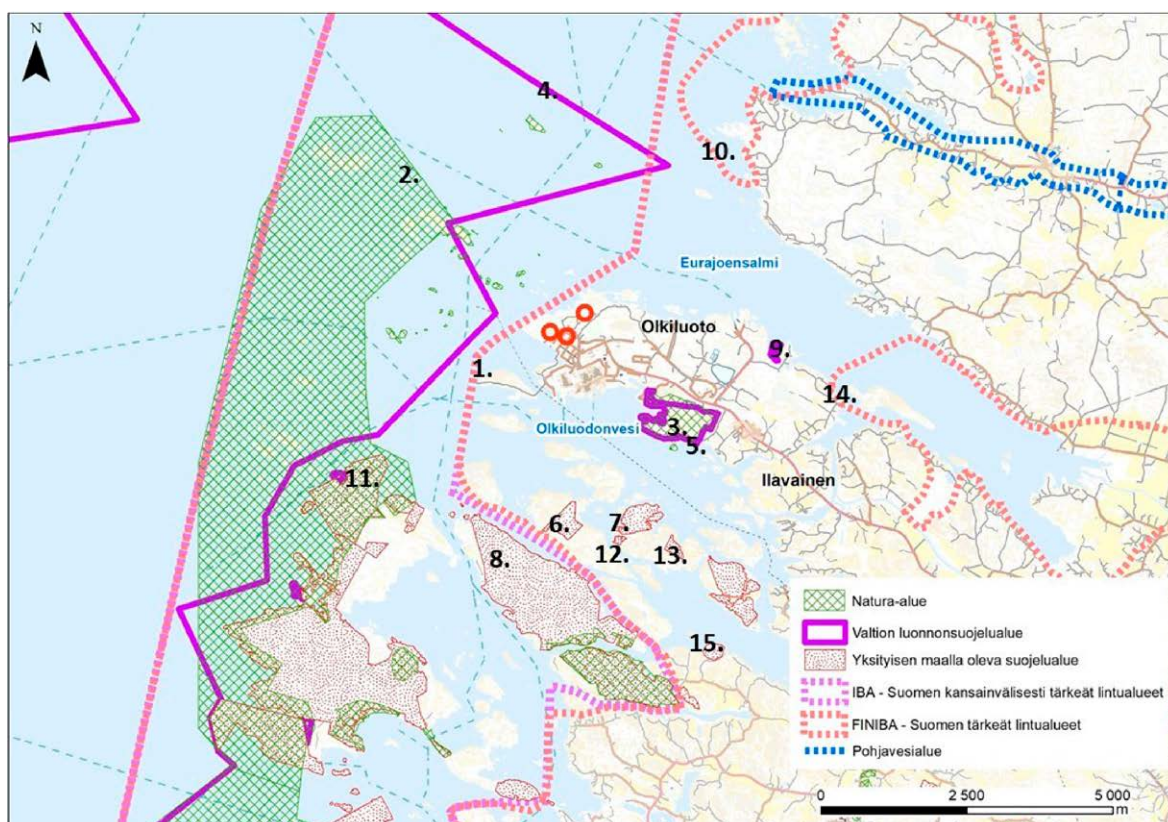 N
4.
10.
2.
Eurajoensalmi
Olkiluoto
9.
1.
14.
3.
Olkiluodonvesi
5.
Ilavainen
11.
6.
7.
8.
12.
13.
15.
Natura-alue
Valtion luonnonsuojelualue
Yksityisen maalla oleva suojelualue
IBA - Suomen kansainvälisesti tärkeät lintualueet
FINIBA - Suomen tärkeät lintualueet
Pohjavesialue
0 2 500 5 000
m